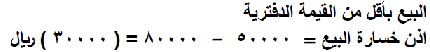 البيع بأقل من القيمة الدفترية
اذن خسارة البيع = ٥٠٠٠٠ - ٨٠٠٠٠ = ( ٣٠٠٠٠ ) ريال